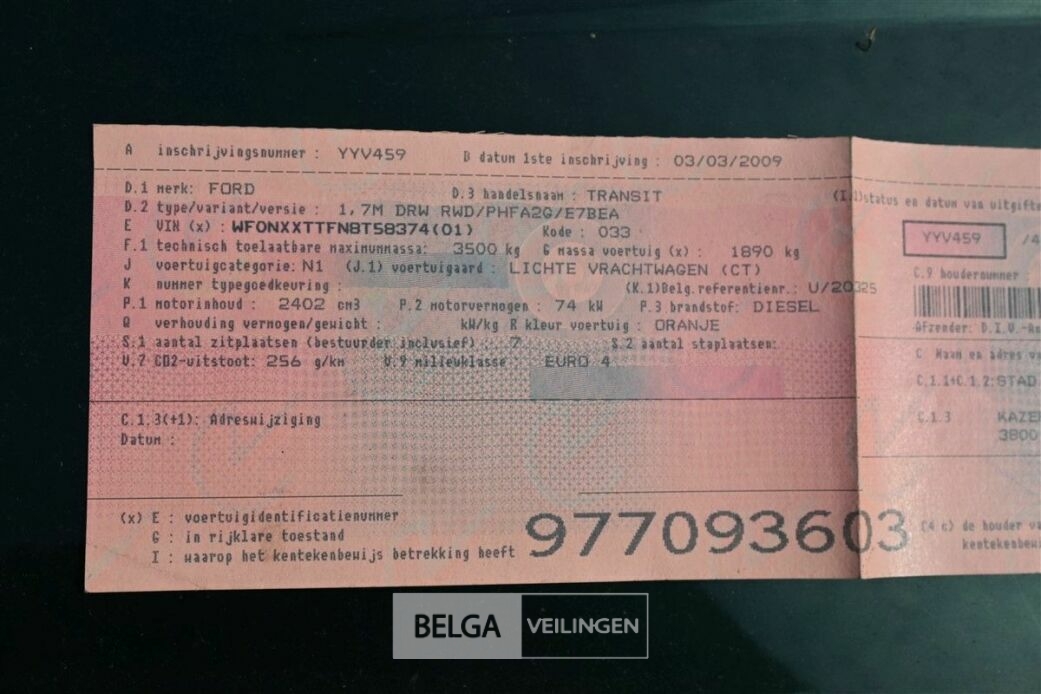 A inschrijvingsnummer : YYV459 B datum 1ste inschrijving : 03/03/2009
D.1 merk: FORD D.3 handelsnaam : TRANSIT
D.2 type/variant/versie : 1,7M DRW RWD/PHFA2G/E7BEA
E VIN (x) : WF0NXXTTFN8T58374(01) Kode : 033
F.1 technisch toelaatbare maximummassa: 3500 kg G massa voertuig (x) : 1890 kg
J voertuigcategorie: N1 (J.1) voertuigaard : LICHTE VRACHTWAGEN (CT)
K nummer typegoedkeuring : (K.1)Belg.referentienr.: U/20325
P.1 motorinhoud : 2402 cm3 P.2 motorvermogen : 74 kW P.3 brandstof: DIESEL
Q verhouding vermogen/gewicht : kW/kg R kleur voertuig : ORANJE
S.1 aantal zitplaatsen (bestuurder inclusief) : 7 S.2 aantal staplaatsen:
V.7 CO2-uitstoot: 256 g/km V.9 milieuklasse EURO 4
C.1.3(+1): Adreswijziging
Datum :
(x) E : voertuigidentificatienummer
G : in rijklare toestand
I : waarop het kentekenbewijs betrekking heeft
977093603
status en datum van
YYV459
C.9 houdernummer
Afzender: D.I.V.
C Naam en adres
C.1.1+C.1.2: STAD
C.1.3
3800
(4 c) de houder
BELGA VEILINGEN